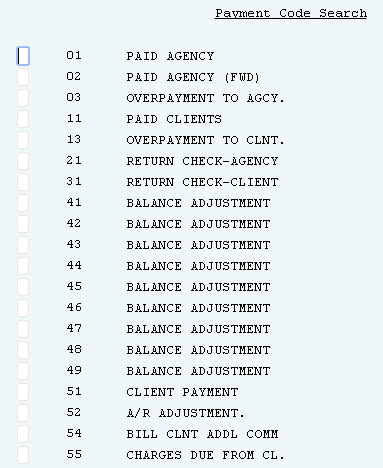 Payment Code Search
01 PAID AGENCY
02 PAID AGENCY (FWD)
03 OVERPAYMENT TO AGCY.
11 PAID CLIENTS
13 OVERPAYMENT TO CLNT.
21 RETURN CHECK-AGENCY
31 RETURN CHECK-CLIENT
41 BALANCE ADJUSTMENT
42 BALANCE ADJUSTMENT
43 BALANCE ADJUSTMENT
44 BALANCE ADJUSTMENT
45 BALANCE ADJUSTMENT
46 BALANCE ADJUSTMENT
47 BALANCE ADJUSTMENT
48 BALANCE ADJUSTMENT
49 BALANCE ADJUSTMENT
51 CLIENT PAYMENT
52 A/R ADJUSTMENT.
54 BILL CLNT ADDL COMM
55 CHARGES DUE FROM CL.